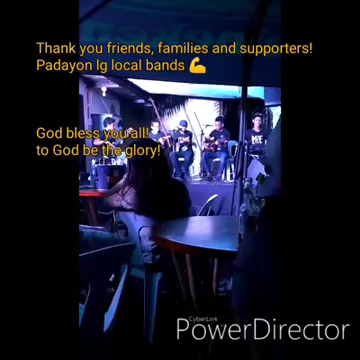 Thank you friends, families and supporters!
Padayon lg local bands 💪
God bless you all!
to God be the glory!
CyberLink
PowerDirector